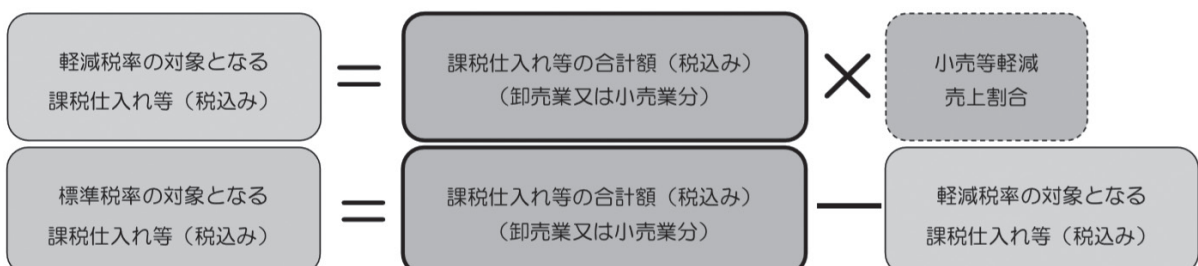 軽減税率の対象となる
課税仕入れ等（税込み）
＝
課税仕入れ等の合計額（税込み）
（卸売業又は小売業分）
×
小売等軽減
売上割合
標準税率の対象となる
課税仕入れ等（税込み）
＝
課税仕入れ等の合計額（税込み）
（卸売業又は小売業分）
－
軽減税率の対象となる
課税仕入れ等（税込み）